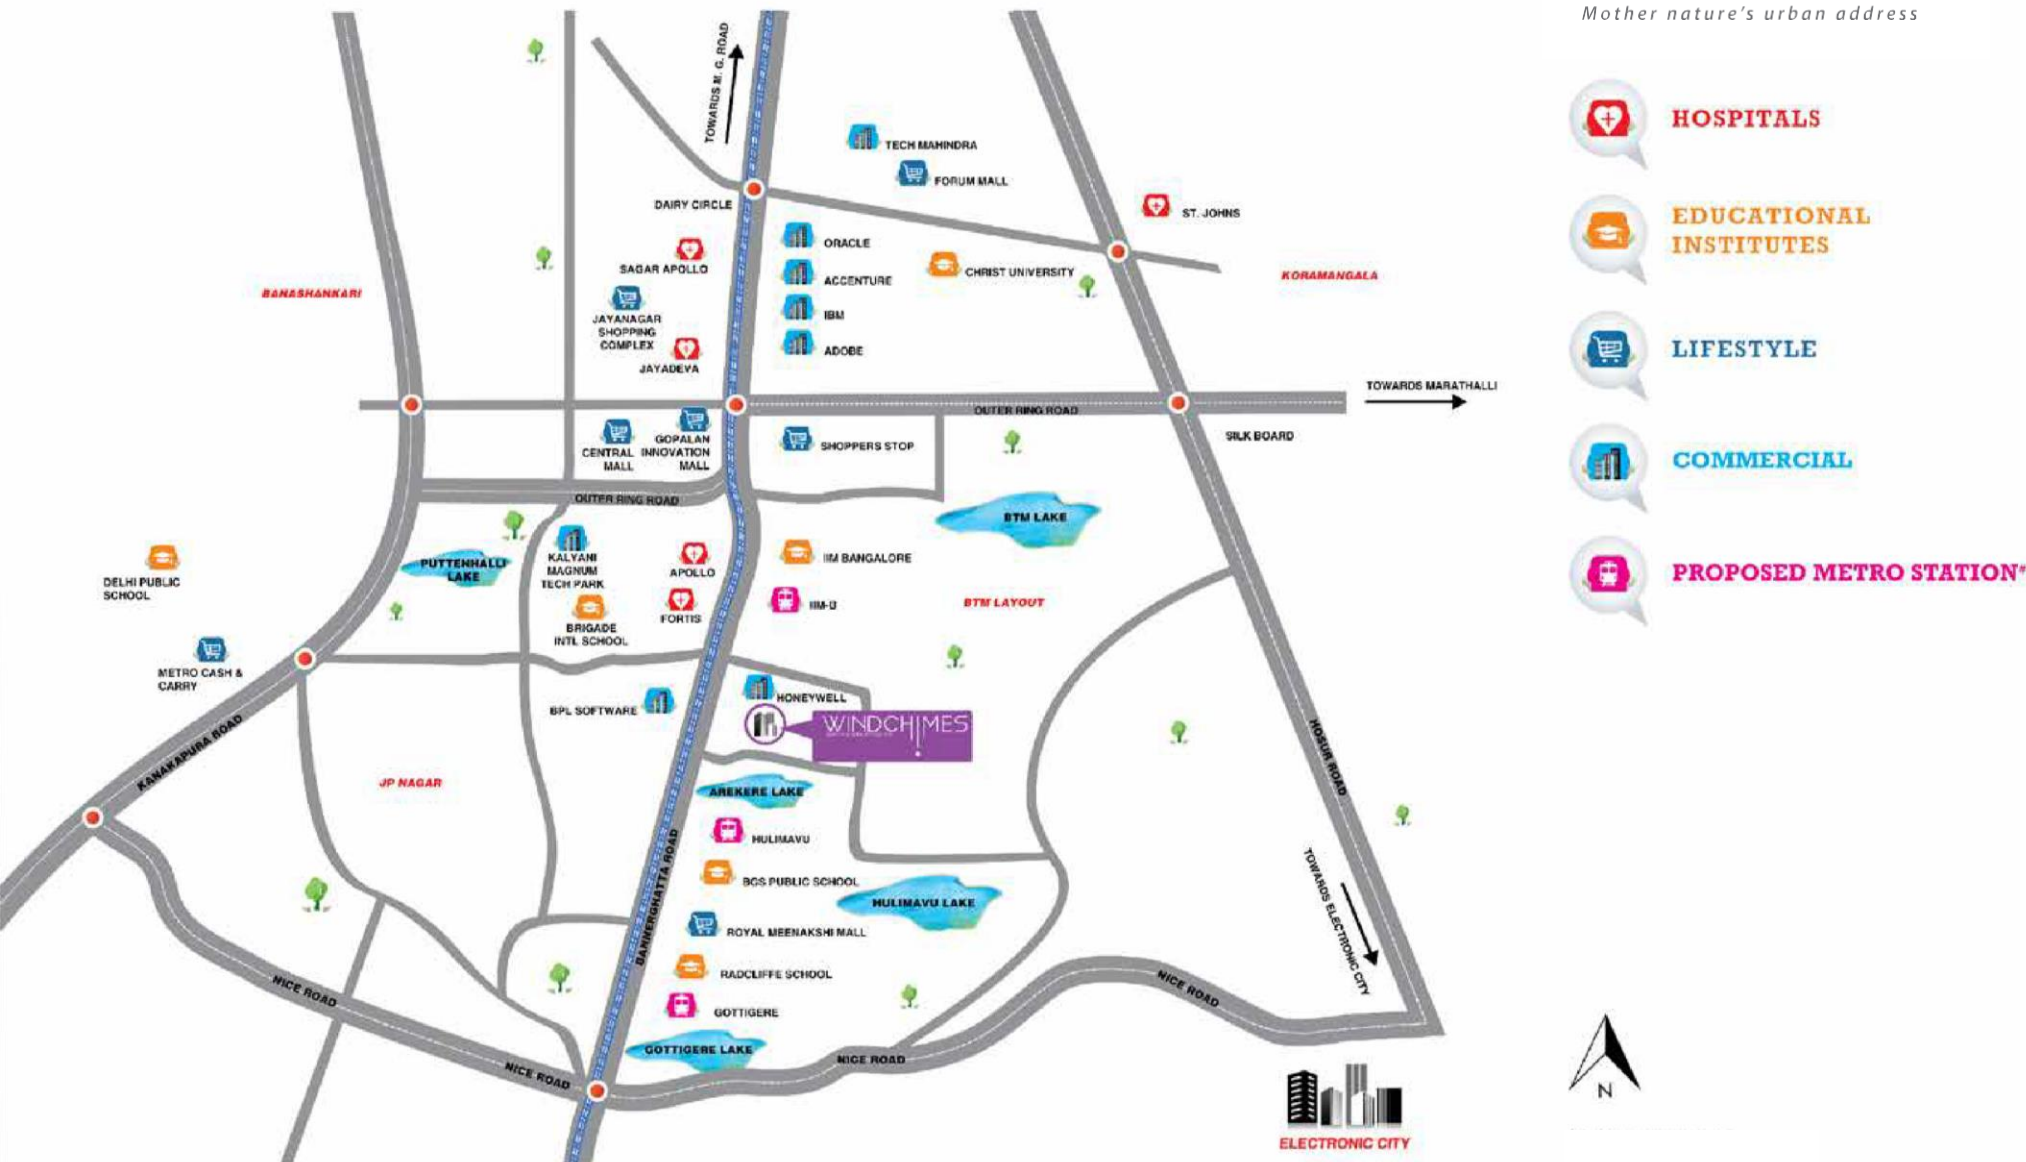 Mother nature's urban address
HOSPITALS
EDUCATIONAL
INSTITUTES
LIFESTYLE
COMMERCIAL
PROPOSED METRO STATION*
TOWARDS M. G. ROAD
TECH MAHINDRA
FORUM MALL
DAIRY CIRCLE
ST. JOHNS
ORACLE
SAGAR APOLLO
ACCENTURE
CHRIST UNIVERSITY
KORAMANGALA
BANASHANKARI
JAYANAGAR
SHOPPING
COMPLEX
IBM
ADOBE
JAYADEVA
TOWARDS MARATHALLI
OUTER RING ROAD
SILK BOARD
CENTRAL
MALL
GOPALAN
INNOVATION
MALL
SHOPPERS STOP
OUTER RING ROAD
BTM LAKE
PUTTENHALLI
LAKE
KALYANI
MAGNUM
TECH PARK
APOLLO
IIM BANGALORE
DELHI PUBLIC
SCHOOL
BRIGADE
INTL SCHOOL
FORTIS
IIM-B
BTM LAYOUT
METRO CASH &
CARRY
BPL SOFTWARE
HONEYWELL
WINDCHIMES
KANAKAPURA ROAD
HOSUR ROAD
JP NAGAR
AREKERE LAKE
HULIMAVU
BANNERGHATTA ROAD
BGS PUBLIC SCHOOL
HULIMAVU LAKE
TOWARDS ELECTRONIC CITY
ROYAL MEENAKSHI MALL
RADCLIFFE SCHOOL
NICE ROAD
NICE ROAD
GOTTIGERE
GOTTIGERE LAKE
NICE ROAD
NICE ROAD
N
ELECTRONIC CITY